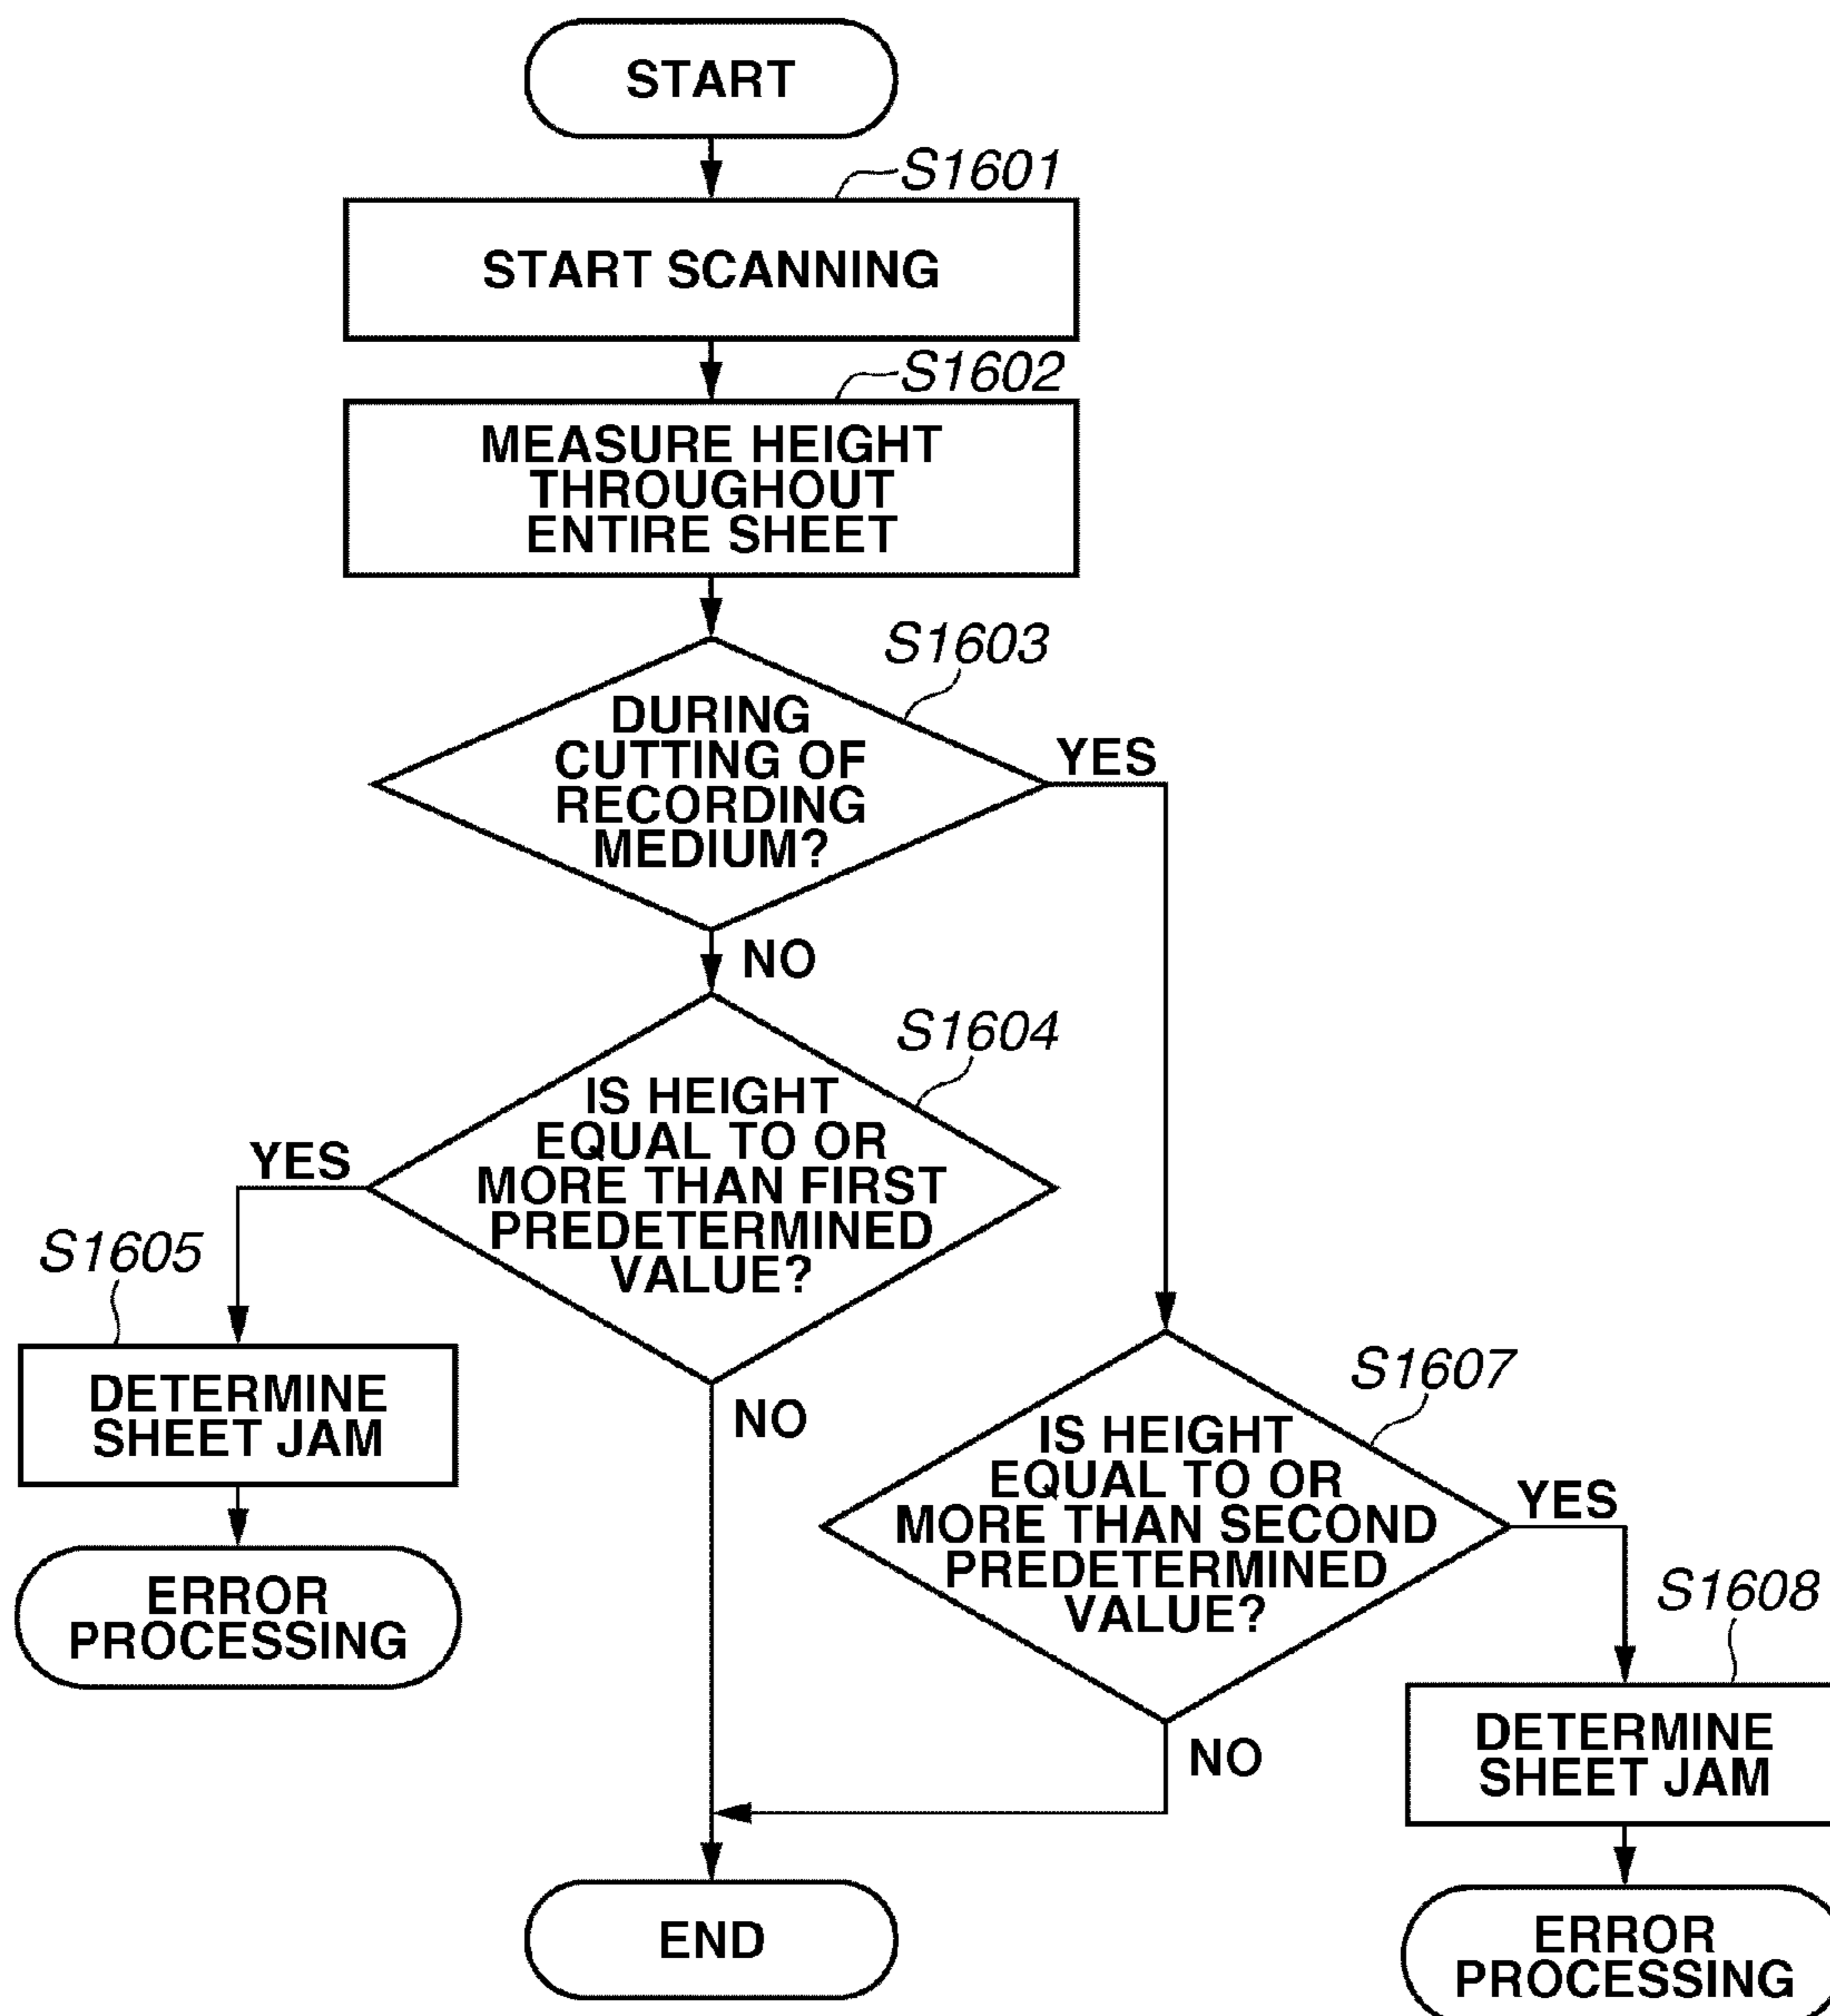 START
S1601
START SCANNING
S1602
MEASURE HEIGHT
THROUGHOUT
ENTIRE SHEET
S1603
DURING
CUTTING OF
RECORDING
MEDIUM?
YES
NO
S1604
IS HEIGHT
EQUAL TO OR
MORE THAN FIRST
PREDETERMINED
VALUE?
YES
NO
S1605
DETERMINE
SHEET JAM
ERROR
PROCESSING
S1607
IS HEIGHT
EQUAL TO OR
MORE THAN SECOND
PREDETERMINED
VALUE?
YES
NO
S1608
DETERMINE
SHEET JAM
ERROR
PROCESSING
END